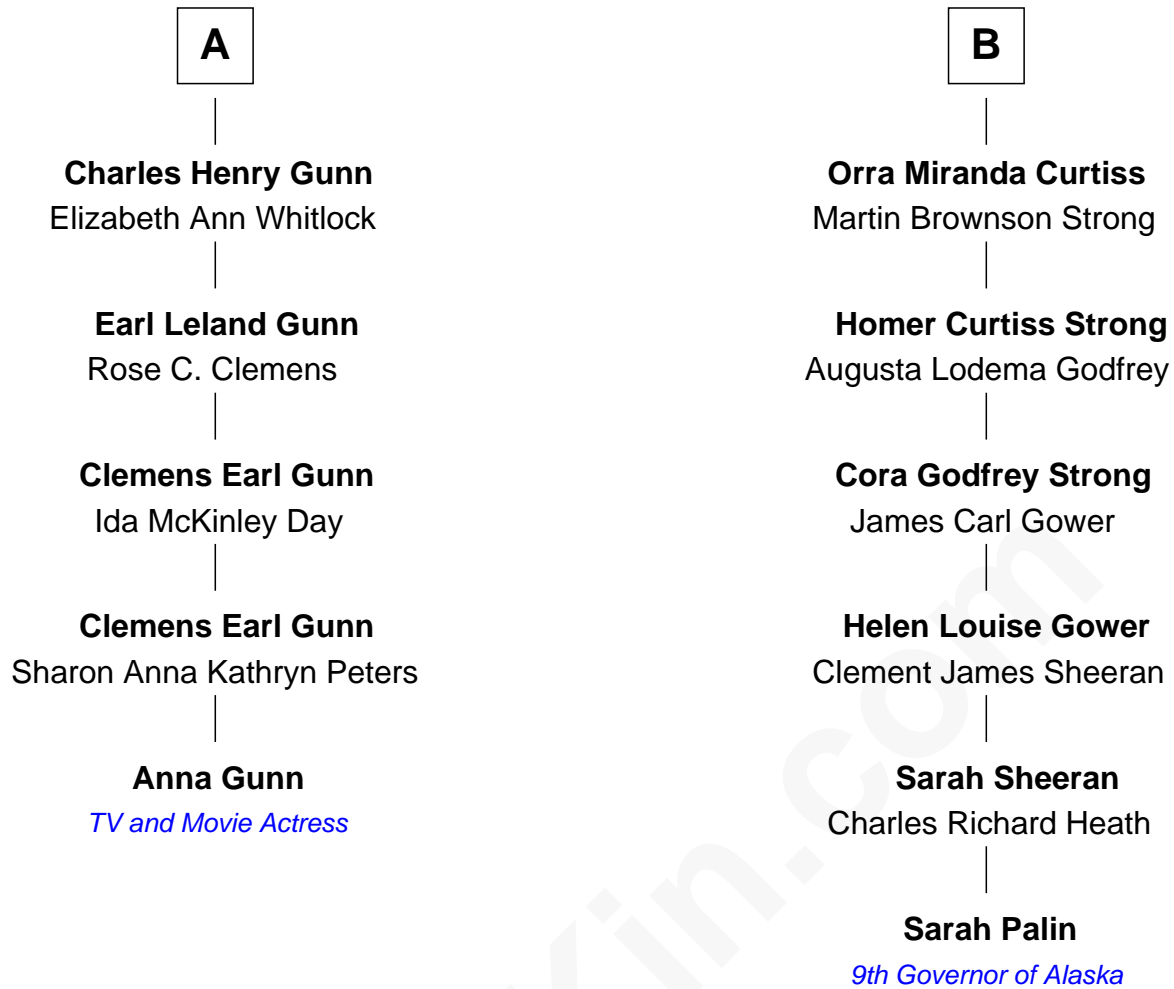 A
Charles Henry Gunn
Elizabeth Ann Whitlock
Earl Leland Gunn
Rose C. Clemens
Clemens Earl Gunn
Ida McKinley Day
Clemens Earl Gunn
Sharon Anna Kathryn Peters
Anna Gunn
TV and Movie Actress
B
Orra Miranda Curtiss
Martin Brownson Strong
Homer Curtiss Strong
Augusta Lodema Godfrey
Cora Godfrey Strong
James Carl Gower
Helen Louise Gower
Clement James Sheeran
Sarah Sheeran
Charles Richard Heath
Sarah Palin
9th Governor of Alaska